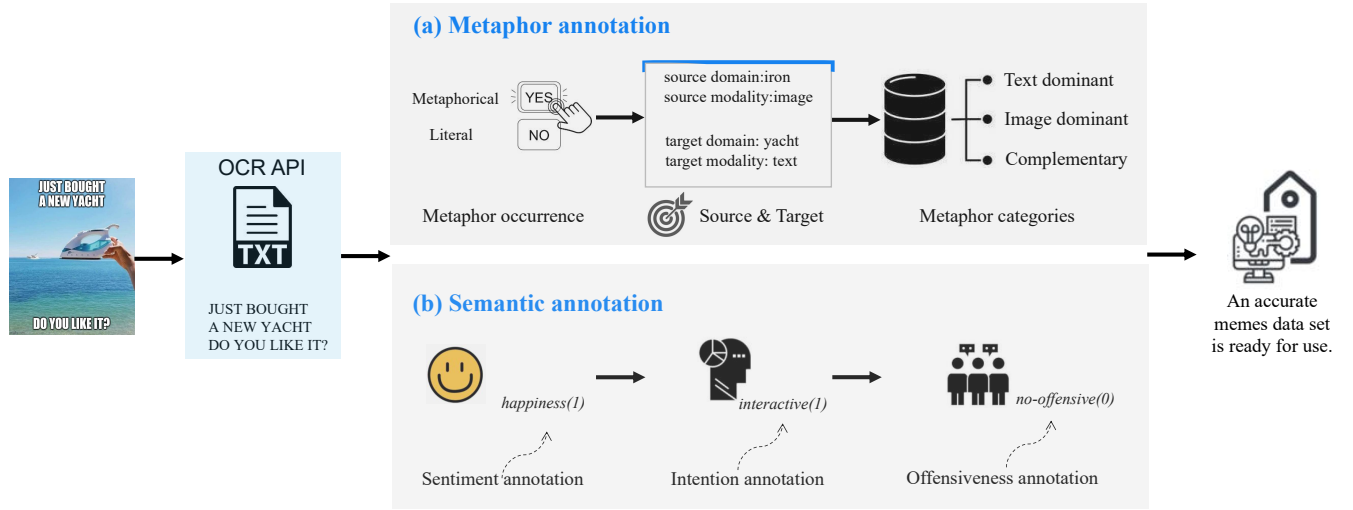 JUST BOUGHT
A NEW YACHT
DO YOU LIKE IT?
OCR API
TXT
JUST BOUGHT
A NEW YACHT
DO YOU LIKE IT?
(a) Metaphor annotation
Metaphorical
YES
Literal
NO
Metaphor occurrence
source domain:iron
source modality:image
target domain: yacht
target modality: text
Source & Target
Text dominant
Image dominant
Complementary
Metaphor categories
(b) Semantic annotation
happiness(1)
Sentiment annotation
interactive(1)
Intention annotation
no-offensive(0)
Offensiveness annotation
An accurate
memes data set
is ready for use.